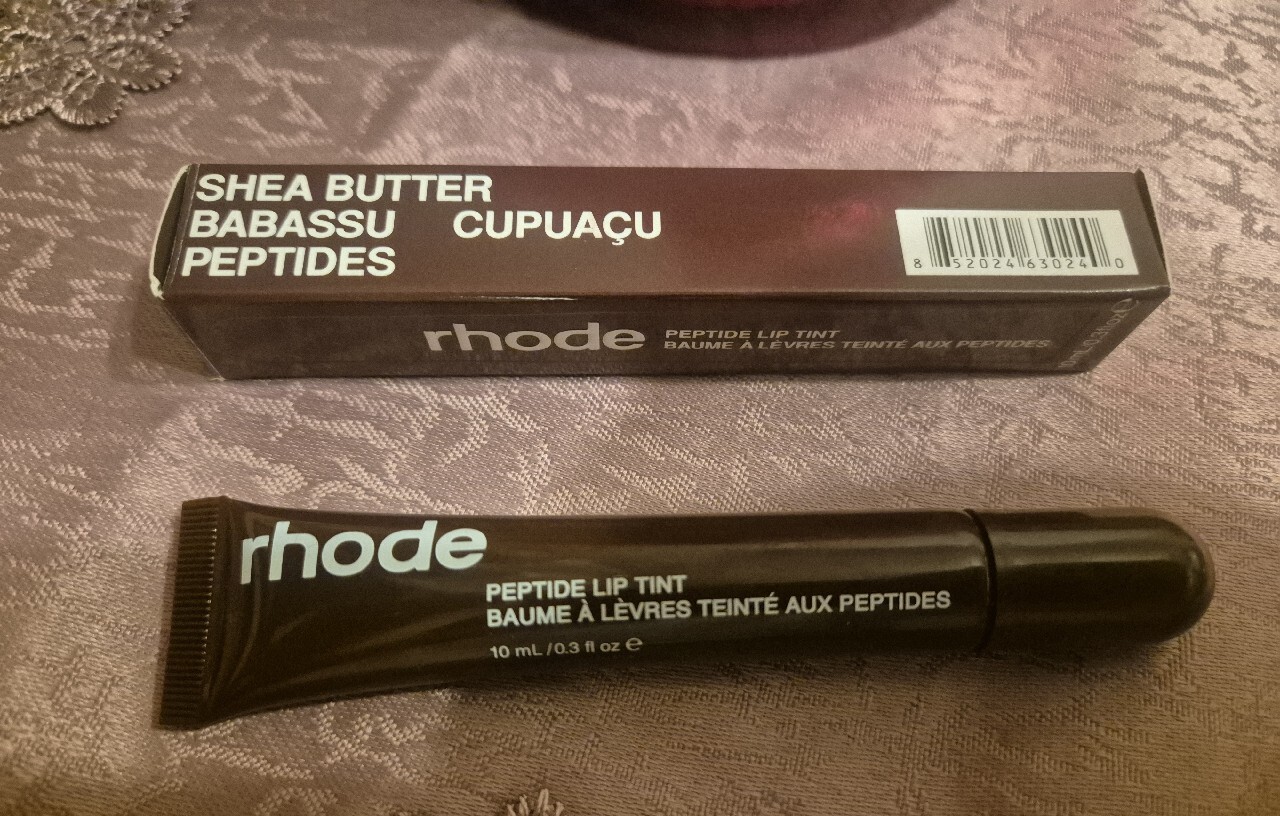 SHEA BUTTER
BABASSU CUPUAÇU
PEPTIDES
8 52024 63024 0
rhode
PEPTIDE LIP TINT
BAUME À LÈVRES TEINTÉ AUX PEPTIDES
rhode
PEPTIDE LIP TINT
BAUME À LÈVRES TEINTÉ AUX PEPTIDES
10 mL / 0.3 fl oz ℮